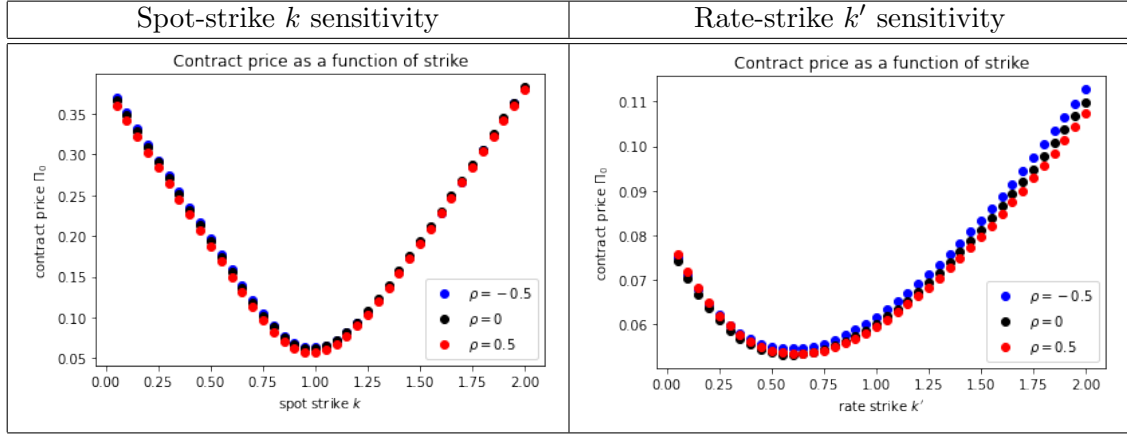 Spot-strike k sensitivity
Rate-strike k′ sensitivity
Contract price as a function of strike
0.35
0.30
0.25
0.20
0.15
0.10
0.05
contract price Π₀
0.00 0.25 0.50 0.75 1.00 1.25 1.50 1.75 2.00
spot strike k
ρ = −0.5
ρ = 0
ρ = 0.5
Contract price as a function of strike
0.11
0.10
0.09
0.08
0.07
0.06
contract price Π₀
0.00 0.25 0.50 0.75 1.00 1.25 1.50 1.75 2.00
rate strike k′
ρ = −0.5
ρ = 0
ρ = 0.5